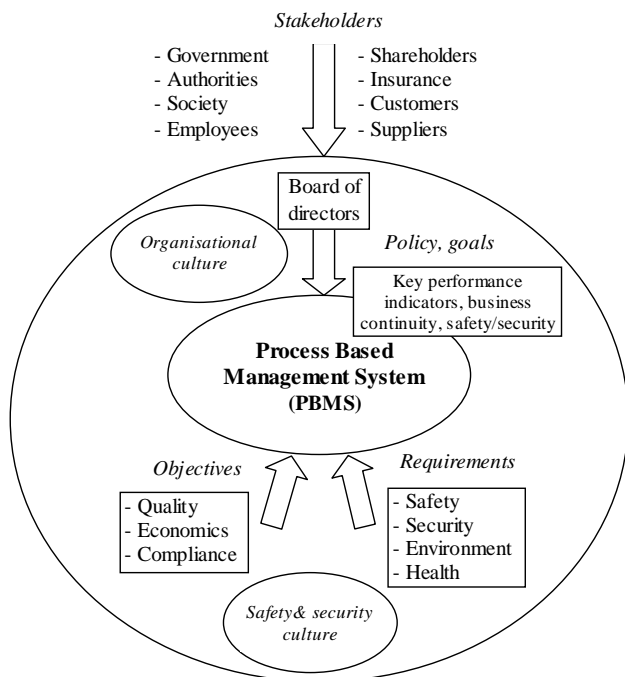 Stakeholders
- Government
- Authorities
- Society
- Employees
- Shareholders
- Insurance
- Customers
- Suppliers
Board of
directors
Organisational
culture
Policy, goals
Key performance
indicators, business
continuity, safety/security
Process Based
Management System
(PBMS)
Objectives
- Quality
- Economics
- Compliance
Requirements
- Safety
- Security
- Environment
- Health
Safety& security
culture